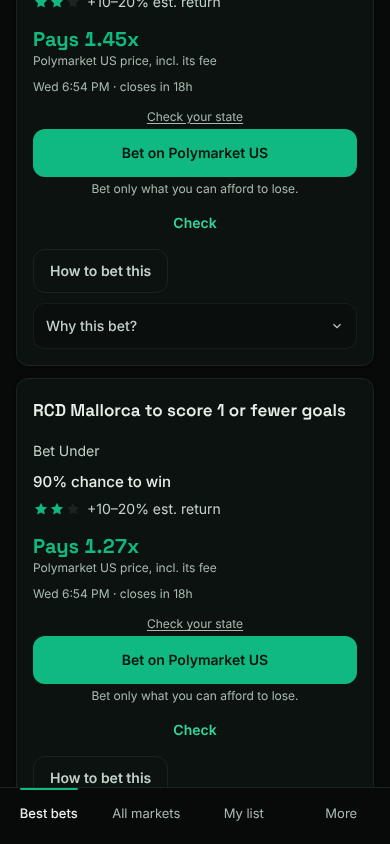 +10–20% est. return
Pays 1.45x
Polymarket US price, incl. its fee
Wed 6:54 PM · closes in 18h
Check your state
Bet on Polymarket US
Bet only what you can afford to lose.
Check
How to bet this
Why this bet?
RCD Mallorca to score 1 or fewer goals
Bet Under
90% chance to win
+10–20% est. return
Pays 1.27x
Polymarket US price, incl. its fee
Wed 6:54 PM · closes in 18h
Check your state
Bet on Polymarket US
Bet only what you can afford to lose.
Check
How to bet this
Best bets All markets My list More